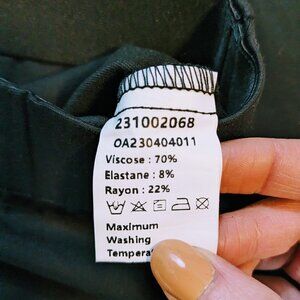 231002068
OA230404011
Viscose : 70%
Elastane : 8%
Rayon : 22%
Maximum
Washing